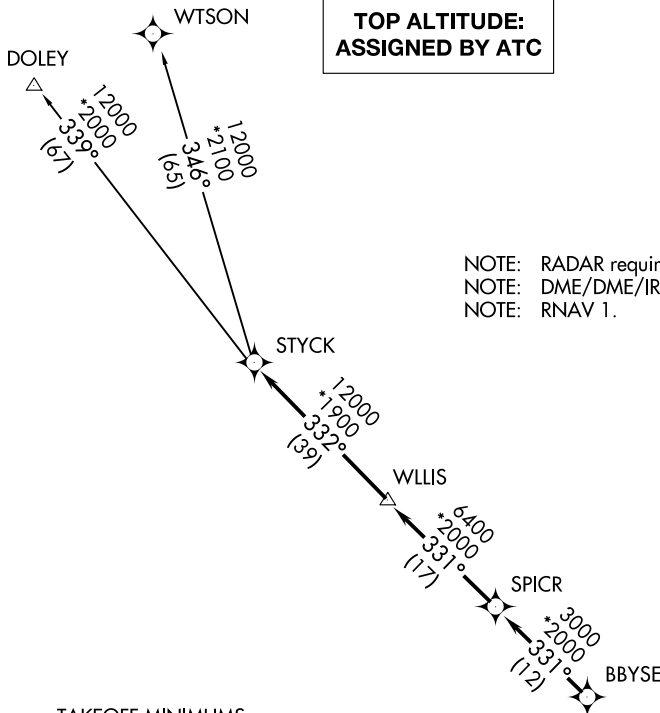 WTSON
TOP ALTITUDE:
ASSIGNED BY ATC
DOLEY
12000
*2000
339°
(67)
12000
*2100
346°
(65)
NOTE: RADAR requir
NOTE: DME/DME/IR
NOTE: RNAV 1.
STYCK
12000
*1900
332°
(39)
WLLIS
6400
*2000
331°
(17)
SPICR
3000
*2000
331°
(12)
BBYSE
TAKEOFF MINIMUMS